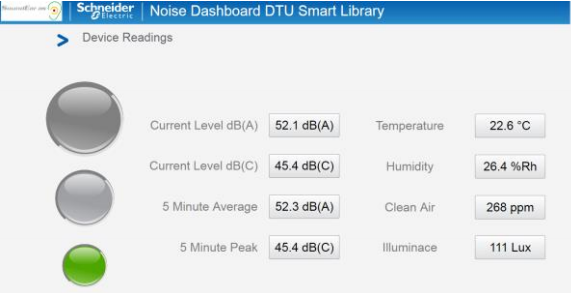 SoundEar
Schneider Electric Noise Dashboard DTU Smart Library
Device Readings
Current Level dB(A) 52.1 dB(A) Temperature 22.6 °C
Current Level dB(C) 45.4 dB(C) Humidity 26.4 %Rh
5 Minute Average 52.3 dB(A) Clean Air 268 ppm
5 Minute Peak 45.4 dB(C) Illuminace 111 Lux